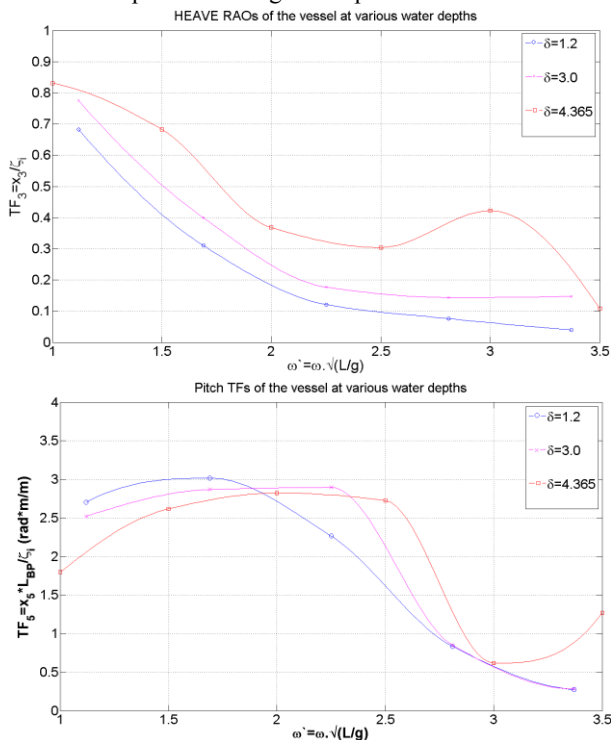 HEAVE RAOs of the vessel at various water depths
δ=1.2
δ=3.0
δ=4.365
TF₃=x₃/ζᵢ
1
0.9
0.8
0.7
0.6
0.5
0.4
0.3
0.2
0.1
0
1 1.5 2 2.5 3 3.5
ω`=ω.√(L/g)
Pitch TFs of the vessel at various water depths
δ=1.2
δ=3.0
δ=4.365
TF₅=x₅*L_BP/ζᵢ (rad*m/m)
4
3.5
3
2.5
2
1.5
1
0.5
0
1 1.5 2 2.5 3 3.5
ω`=ω.√(L/g)